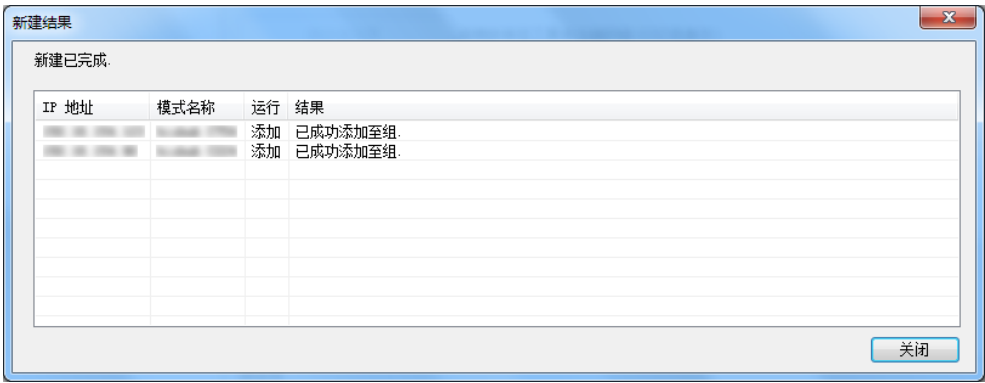 新建结果
新建已完成.
IP 地址 模式名称 运行 结果
添加 已成功添加至组.
添加 已成功添加至组.
关闭